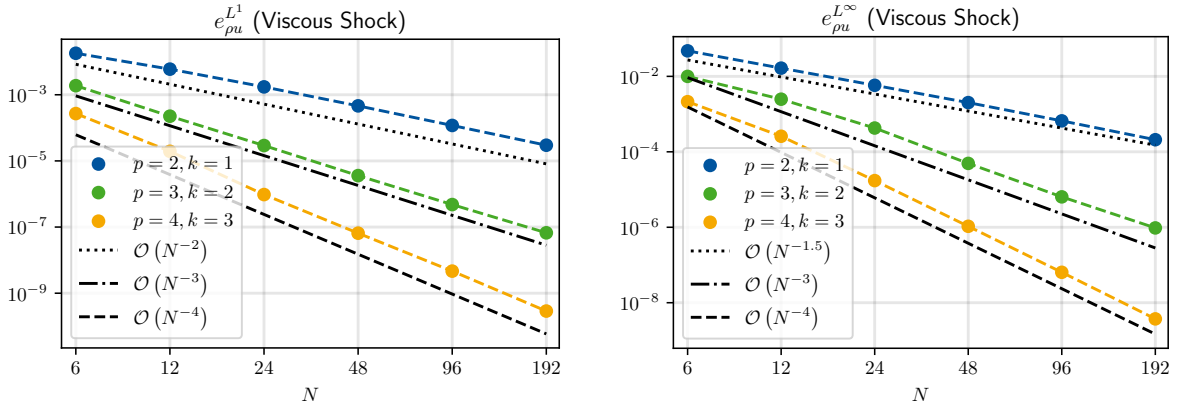 e_{ρu}^{L^1} (Viscous Shock)
10^{-3}
10^{-5}
10^{-7}
10^{-9}
p = 2, k = 1
p = 3, k = 2
p = 4, k = 3
𝒪(N^{-2})
𝒪(N^{-3})
𝒪(N^{-4})
6 12 24 48 96 192
N
e_{ρu}^{L^∞} (Viscous Shock)
10^{-2}
10^{-4}
10^{-6}
10^{-8}
p = 2, k = 1
p = 3, k = 2
p = 4, k = 3
𝒪(N^{-1.5})
𝒪(N^{-3})
𝒪(N^{-4})
6 12 24 48 96 192
N